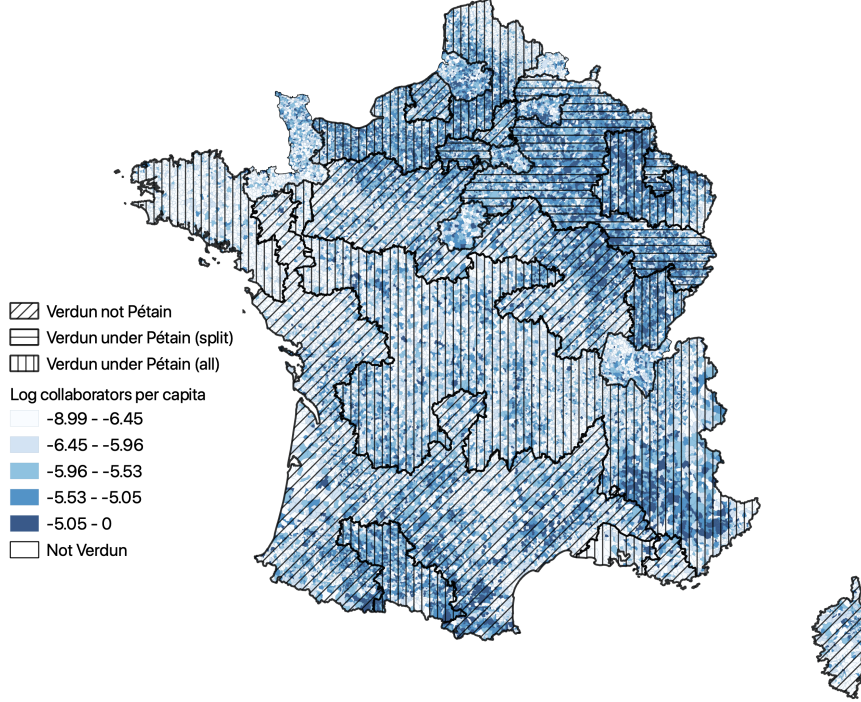 Verdun not Pétain
Verdun under Pétain (split)
Verdun under Pétain (all)
Log collaborators per capita
-8.99 - -6.45
-6.45 - -5.96
-5.96 - -5.53
-5.53 - -5.05
-5.05 - 0
Not Verdun